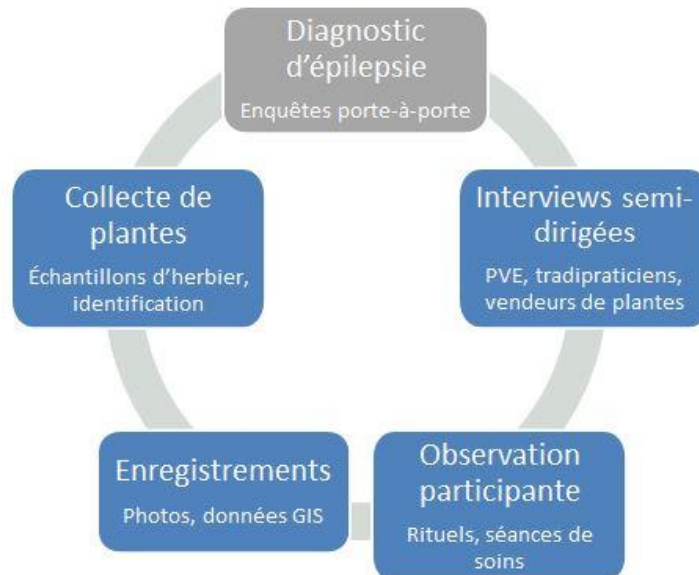 Diagnostic
d'épilepsie
Enquêtes porte-à-porte
Interviews semi-
dirigées
PVE, tradipraticiens,
vendeurs de plantes
Observation
participante
Rituels, séances de
soins
Enregistrements
Photos, données GIS
Collecte de
plantes
Échantillons d'herbier,
identification